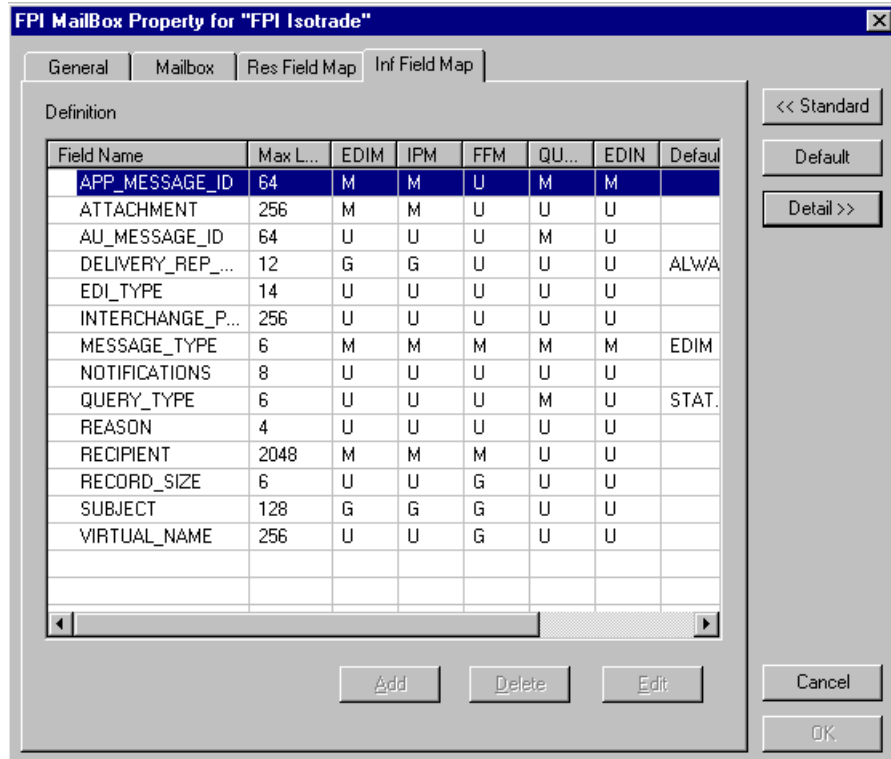 FPI MailBox Property for "FPI Isotrade"
General Mailbox Res Field Map Inf Field Map
Definition
Field Name Max L... EDIM IPM FFM QU... EDIN Defaul
APP_MESSAGE_ID 64 M M U M M
ATTACHMENT 256 M M U U U
AU_MESSAGE_ID 64 U U U M U
DELIVERY_REP_... 12 G G U U U ALWA
EDI_TYPE 14 U U U U U
INTERCHANGE_P... 256 U U U U U
MESSAGE_TYPE 6 M M M M M EDIM
NOTIFICATIONS 8 U U U U U
QUERY_TYPE 6 U U U M U STAT.
REASON 4 U U U U U
RECIPIENT 2048 M M M U U
RECORD_SIZE 6 U U G U U
SUBJECT 128 G G G U U
VIRTUAL_NAME 256 U U G U U
Add Delete Edit
<< Standard
Default
Detail >>
Cancel
OK